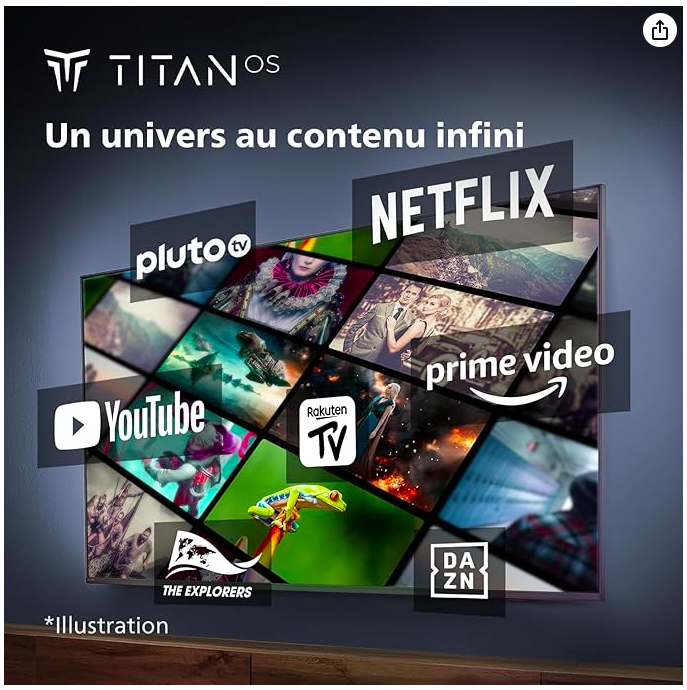 TITAN OS
Un univers au contenu infini
NETFLIX
pluto tv
prime video
YouTube
Rakuten
TV
THE EXPLORERS
DA
ZN
*Illustration